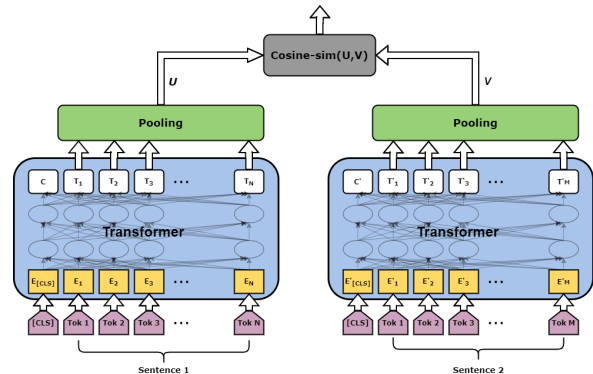 Cosine-sim(U,V)
U V
Pooling Pooling
C T1 T2 T3 ... TN C' T'1 T'2 T'3 ... T'M
Transformer Transformer
E[CLS] E1 E2 E3 ... EN E'[CLS] E'1 E'2 E'3 ... E'M
[CLS] Tok 1 Tok 2 Tok 3 ... Tok N [CLS] Tok 1 Tok 2 Tok 3 ... Tok M
Sentence 1 Sentence 2